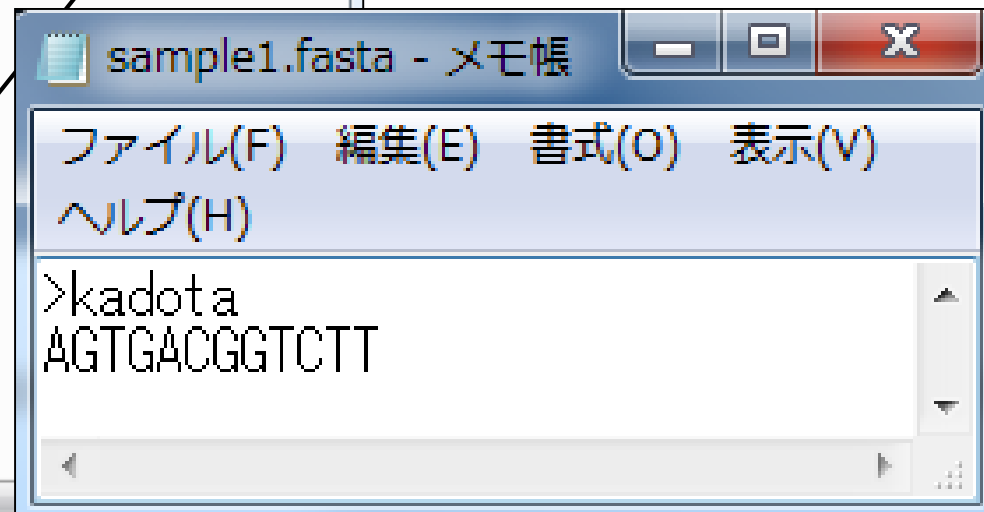 sample1.fasta - メモ帳
ファイル(F) 編集(E) 書式(O) 表示(V)
ヘルプ(H)
>kadota
AGTGACGGTCTT